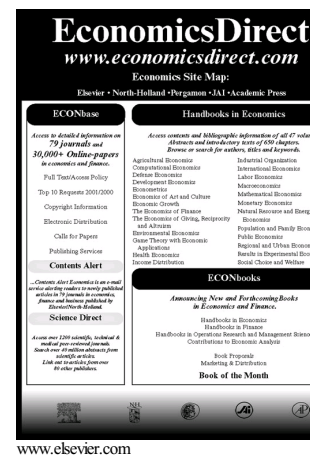 EconomicsDirect
www.economicsdirect.com
Economics Site Map:
Elsevier • North-Holland •Pergamon •JAI •Academic Press
ECONbase
Access to detailed information on
79 journals and
30,000+ Online-papers
in economics and finance.
Full Text/Access Policy
Top 10 Requests 2001/2000
Copyright Information
Electronic Distribution
Calls for Papers
Publishing Services
Contents Alert
...Contents Alert Economics is an e-mail
service alerting readers to newly published
articles in 79 journals in economics,
finance and business published by
Elsevier/North-Holland.
Science Direct
Access over 1200 scientific, technical &
medical peer-reviewed journals.
Search over 40 million abstracts from
scientific articles.
Link out to articles from over
80 other publishers.
Handbooks in Economics
Access contents and bibliographic information of all 47 volu
Abstracts and introductory texts of 650 chapters.
Browse or search for authors, titles and keywords.
Agricultural Economics
Computational Economics
Defense Economics
Development Economics
Econometrics
Economics of Art and Culture
Economic Growth
The Economics of Finance
The Economics of Giving, Reciprocity
and Altruism
Environmental Economics
Game Theory with Economic
Applications
Health Economics
Income Distribution
Industrial Organization
International Economics
Labor Economics
Macroeconomics
Mathematical Economics
Monetary Economics
Natural Resource and Energ
Economics
Population and Family Econo
Public Economics
Regional and Urban Econom
Results in Experimental Eco
Social Choice and Welfare
ECONbooks
Announcing New and Forthcoming Books
in Economics and Finance.
Handbooks in Economics
Handbooks in Finance
Handbooks in Operations Research and Management Scienc
Contributions to Economic Analysis
Book Proposals
Marketing & Distribution
Book of the Month
www.elsevier.com